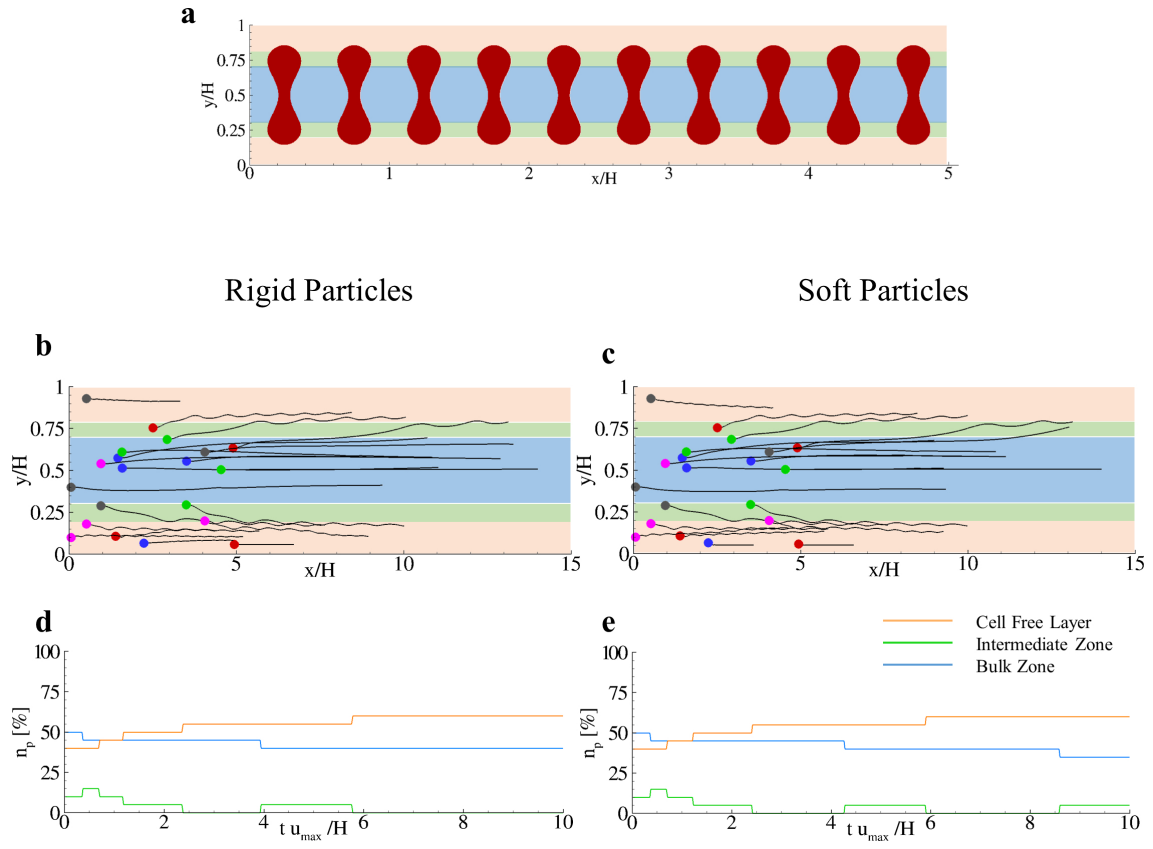 a
1
0.75
0.5
0.25
0
y/H
0 1 2 3 4 5
x/H
Rigid Particles Soft Particles
b c
1 1
0.75 0.75
0.5 0.5
0.25 0.25
0 0
y/H y/H
0 5 10 15 0 5 10 15
x/H x/H
d e
Cell Free Layer
Intermediate Zone
Bulk Zone
100 100
75 75
50 50
25 25
0 0
n_p [%] n_p [%]
0 2 4 6 8 10 0 2 4 6 8 10
t u_max /H t u_max /H